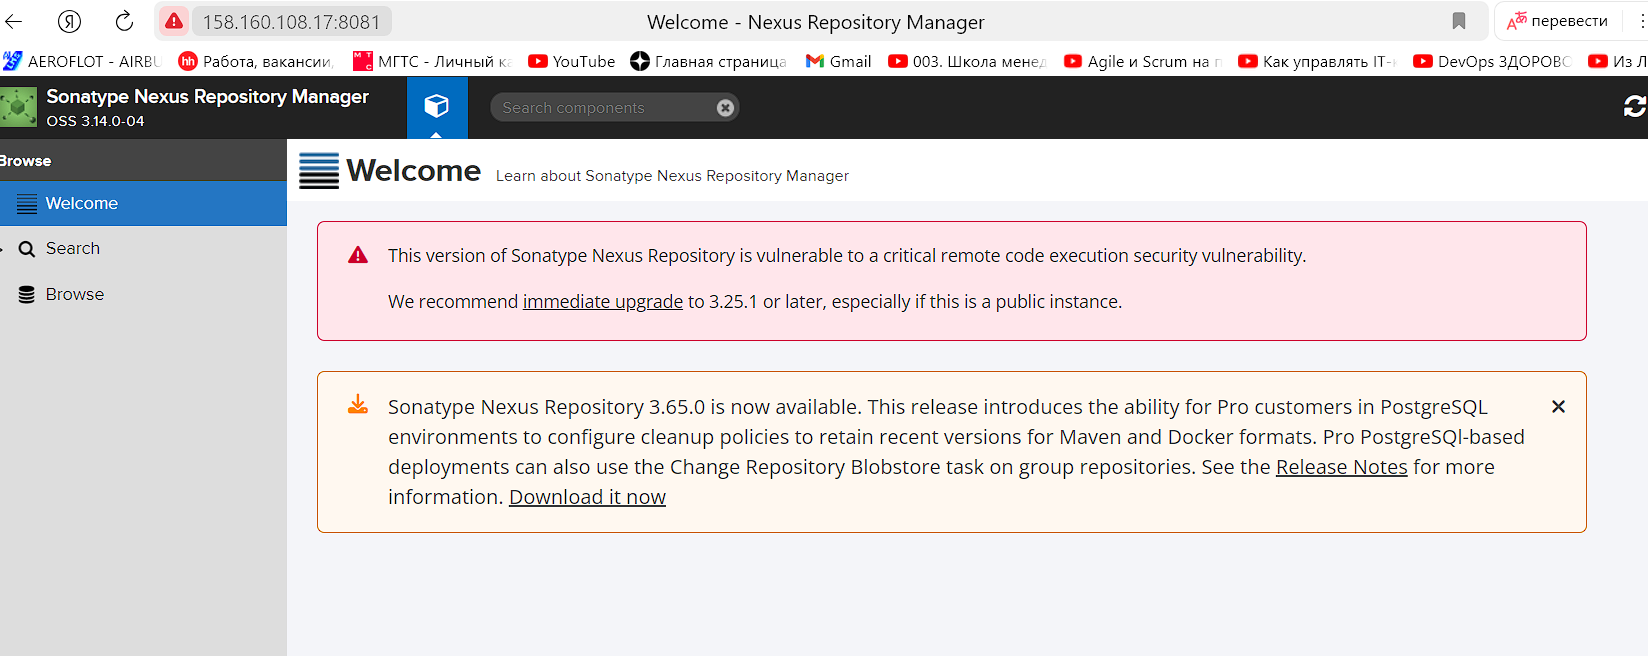 158.160.108.17:8081
Welcome - Nexus Repository Manager
перевести
AEROFLOT - AIRBU
hh Работа, вакансии,
МТС МГТС - Личный ка
YouTube
Главная страница
Gmail
003. Школа менед
Agile и Scrum на п
Как управлять IT-к
DevOps ЗДОРОВО
Из Л
Sonatype Nexus Repository Manager
OSS 3.14.0-04
Search components
Browse
Welcome
Search
Browse
Welcome Learn about Sonatype Nexus Repository Manager
This version of Sonatype Nexus Repository is vulnerable to a critical remote code execution security vulnerability.
We recommend immediate upgrade to 3.25.1 or later, especially if this is a public instance.
Sonatype Nexus Repository 3.65.0 is now available. This release introduces the ability for Pro customers in PostgreSQL
environments to configure cleanup policies to retain recent versions for Maven and Docker formats. Pro PostgreSQl-based
deployments can also use the Change Repository Blobstore task on group repositories. See the Release Notes for more
information. Download it now